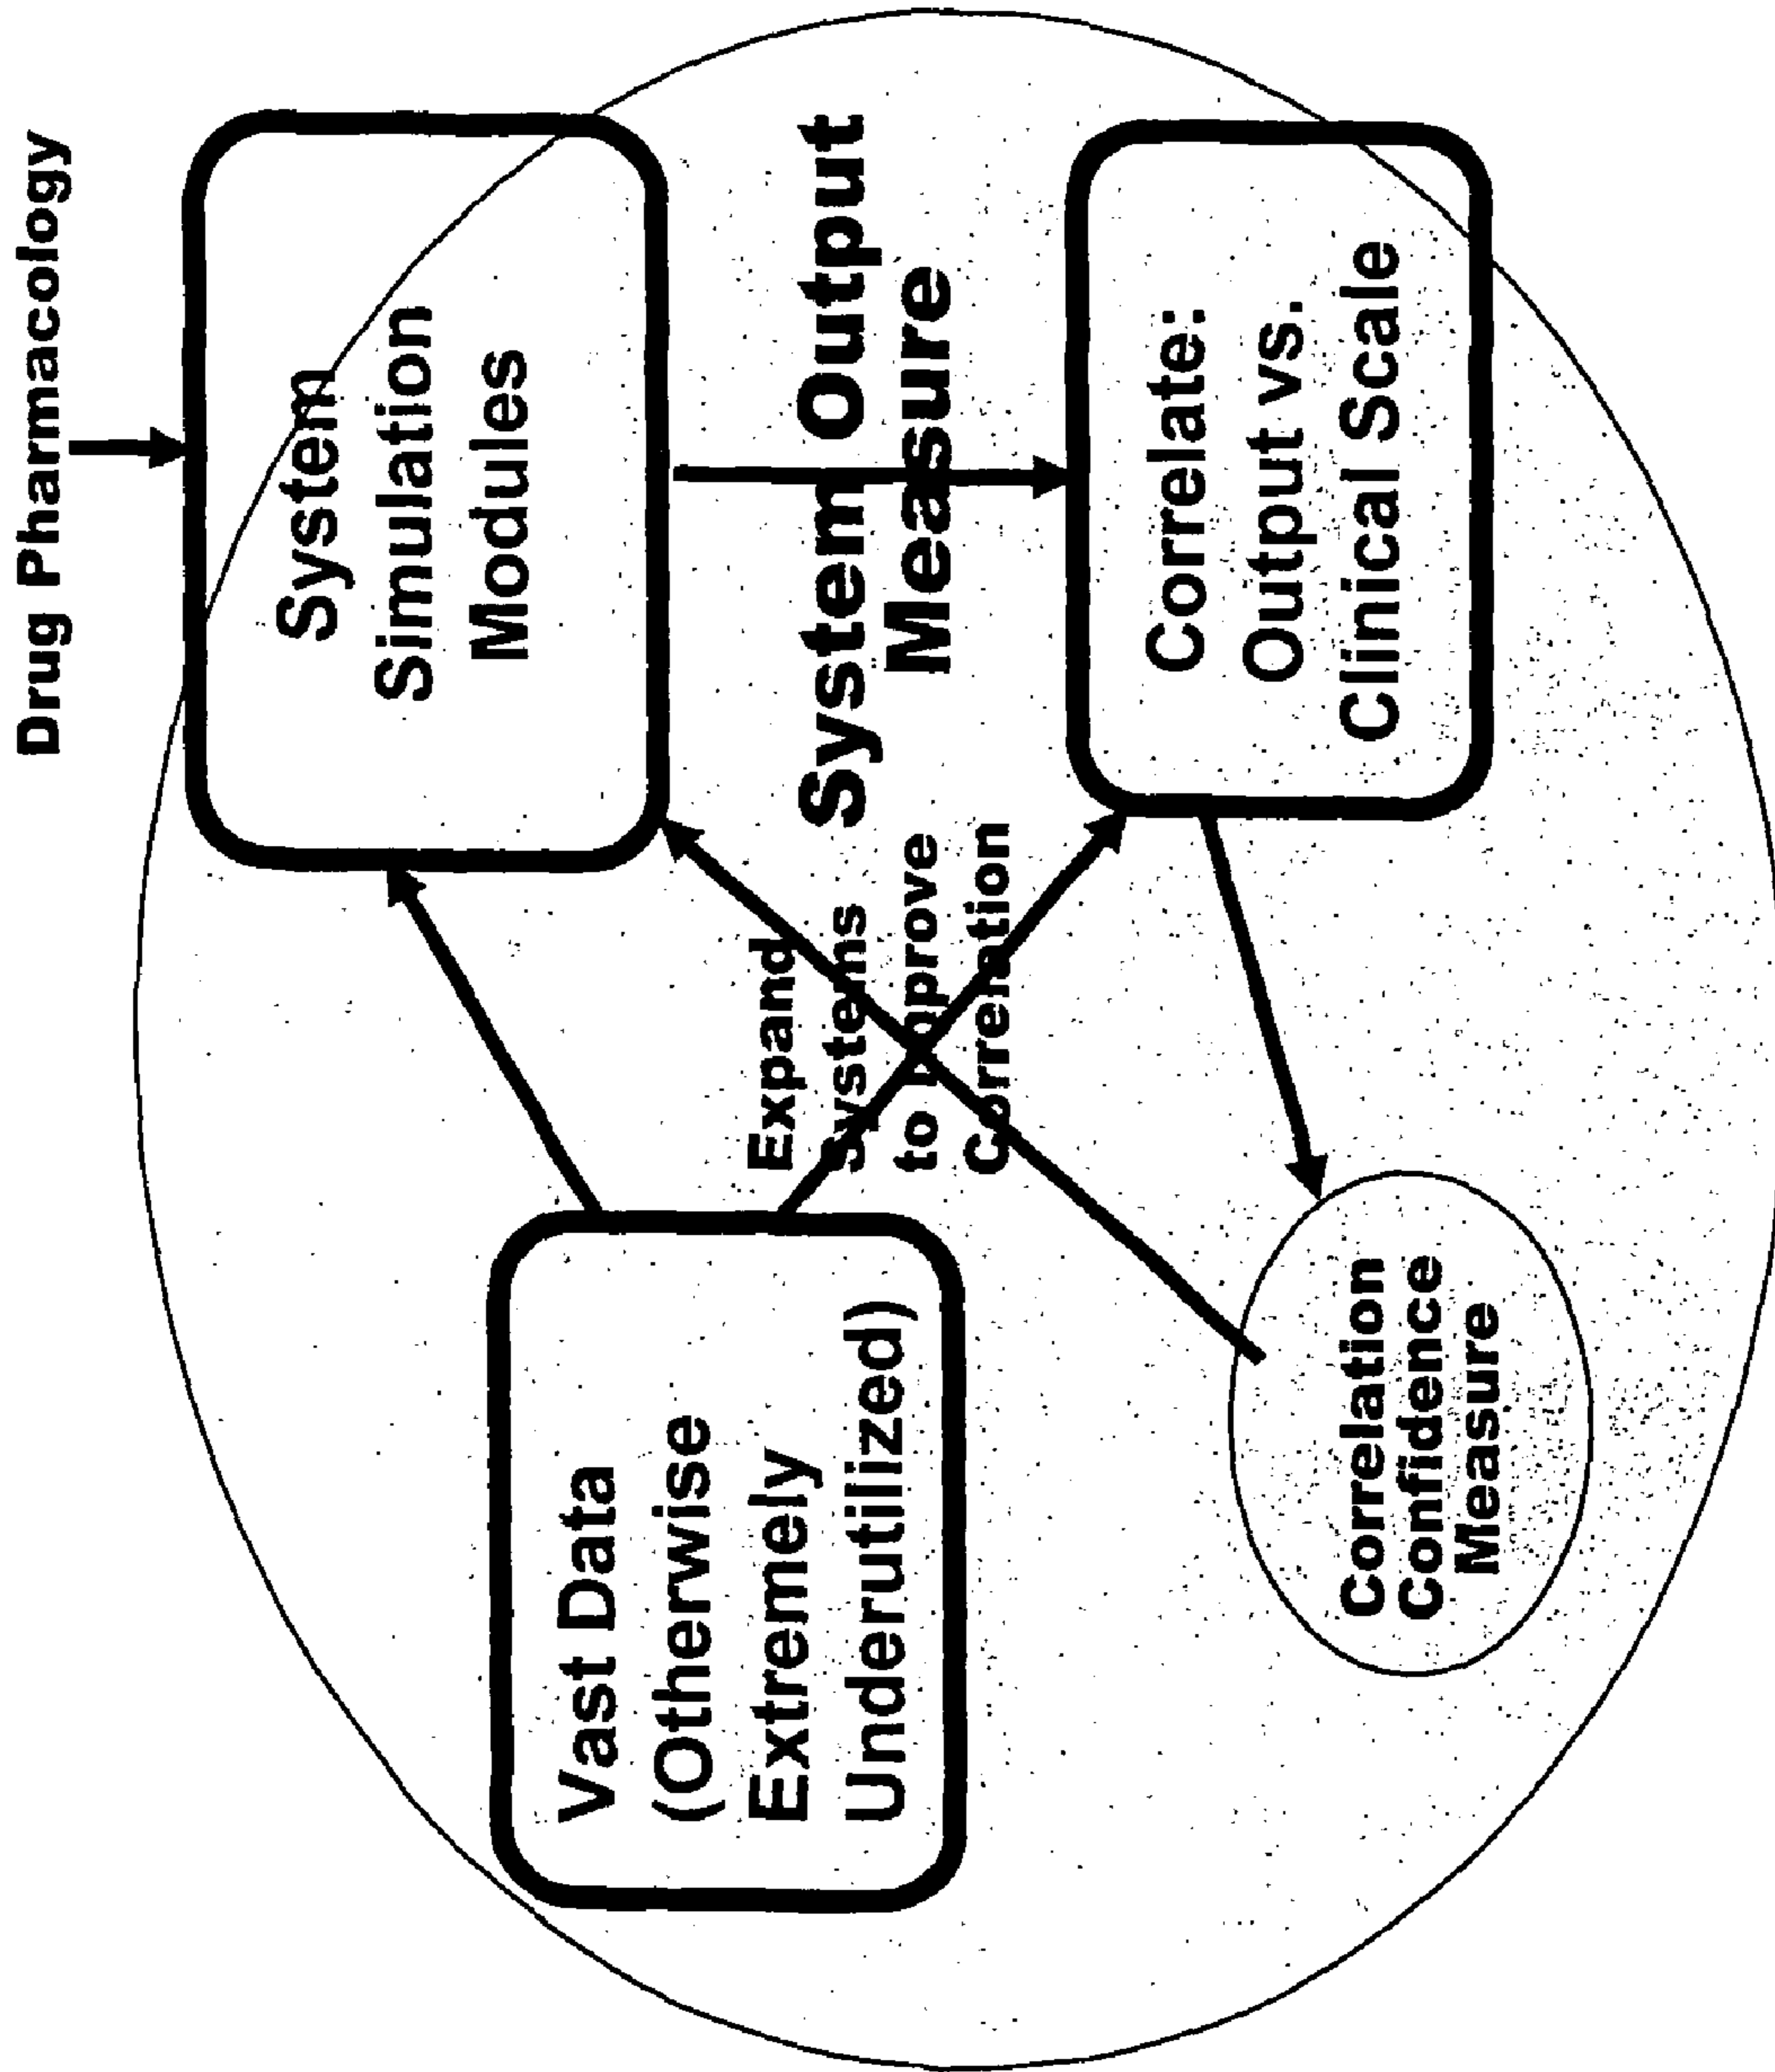 Drug Pharmacology
System
Simulation
Modules
System Output
Measure
Correlate:
Output vs.
Clinical Scale
Expand
Systems
to Improve
Correlation
Vast Data
(Otherwise
Extremely
Underutilized)
Correlation
Confidence
Measure